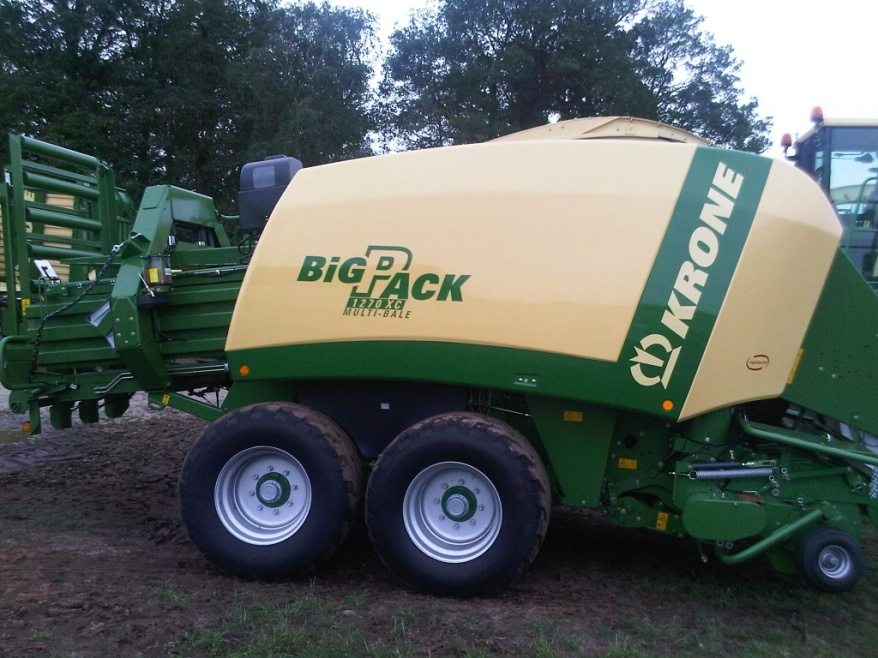 BiG PACK
1270 XC
MULTI-BALE
KRONE